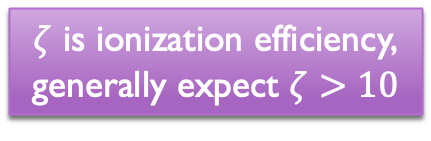 ζ is ionization efficiency,
generally expect ζ > 10